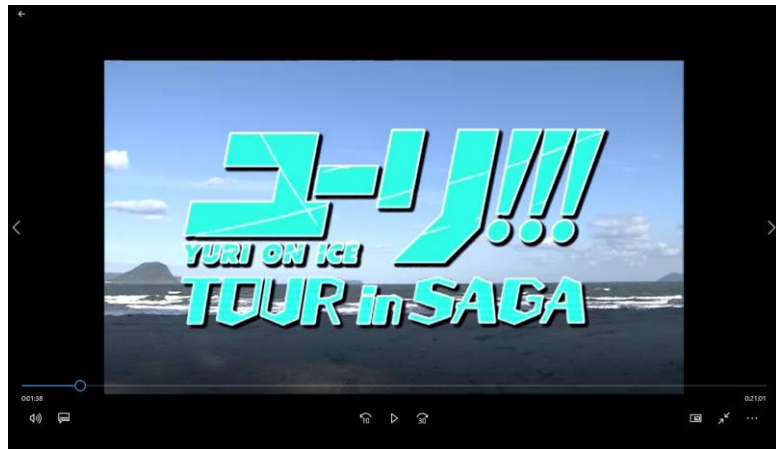 ユーリ!!!
YURI ON ICE
TOUR in SAGA
0:01:38
0:21:01
10
30